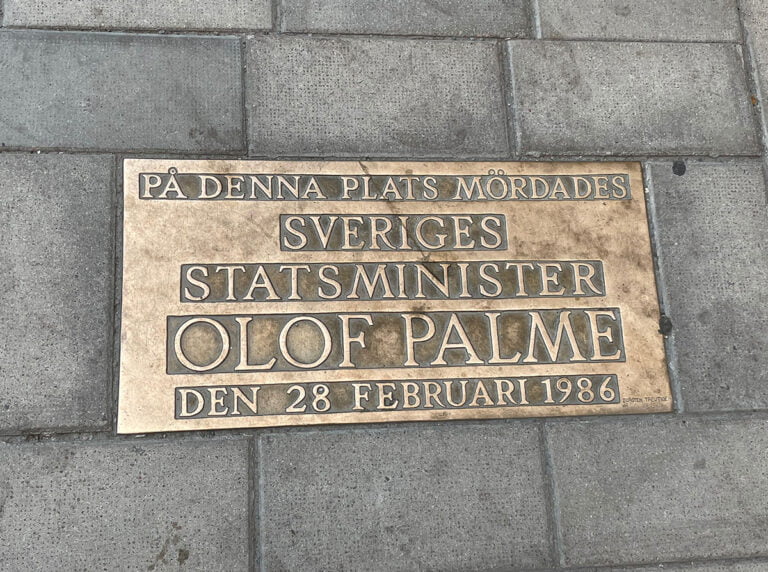 PÅ DENNA PLATS MÖRDADES
SVERIGES
STATSMINISTER
OLOF PALME
DEN 28 FEBRUARI 1986